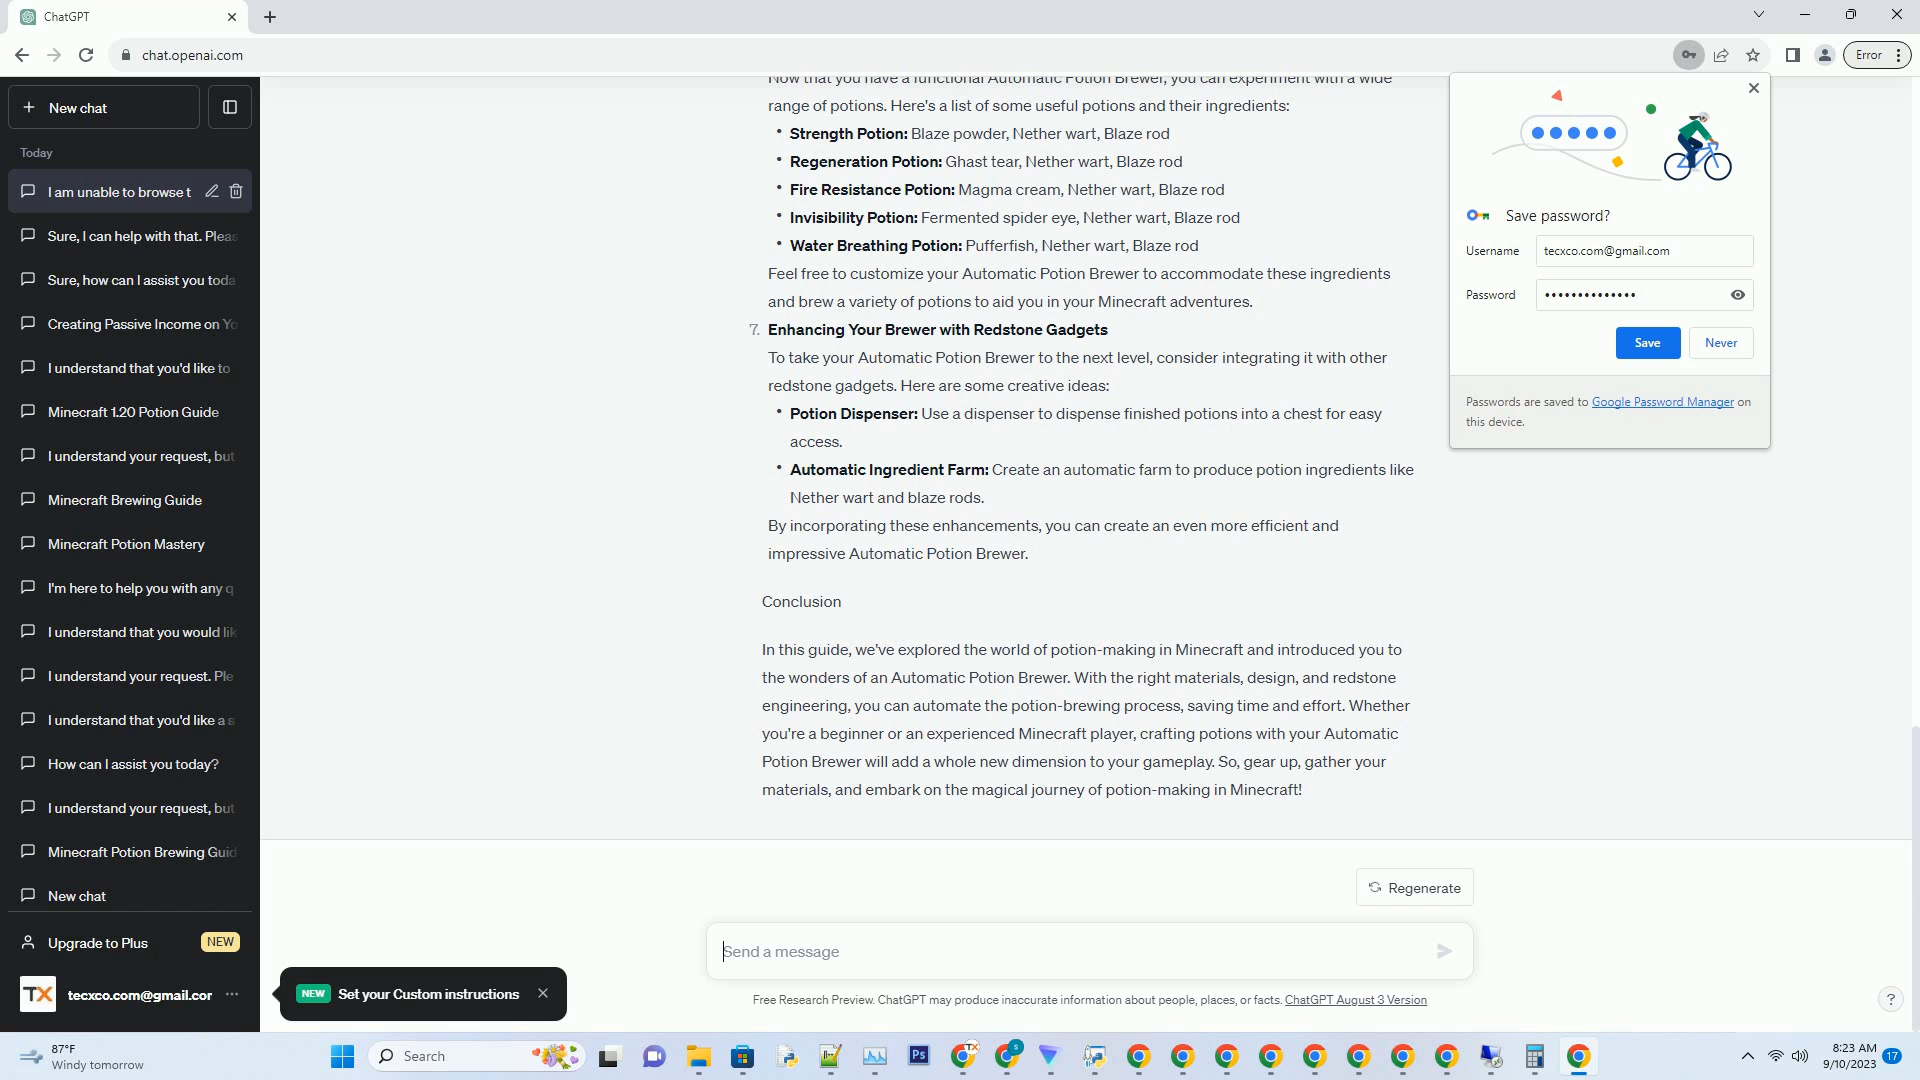 ChatGPT
chat.openai.com
Error
New chat
Today
I am unable to browse t
Sure, I can help with that. Pleas
Sure, how can I assist you toda
Creating Passive Income on Yo
I understand that you'd like to
Minecraft 1.20 Potion Guide
I understand your request, but
Minecraft Brewing Guide
Minecraft Potion Mastery
I'm here to help you with any q
I understand that you would lik
I understand your request. Ple
I understand that you'd like a s
How can I assist you today?
I understand your request, but
Minecraft Potion Brewing Guid
New chat
Upgrade to Plus NEW
TX tecxco.com@gmail.cor
NEW Set your Custom instructions
Now that you have a functional Automatic Potion Brewer, you can experiment with a wide
range of potions. Here's a list of some useful potions and their ingredients:
• Strength Potion: Blaze powder, Nether wart, Blaze rod
• Regeneration Potion: Ghast tear, Nether wart, Blaze rod
• Fire Resistance Potion: Magma cream, Nether wart, Blaze rod
• Invisibility Potion: Fermented spider eye, Nether wart, Blaze rod
• Water Breathing Potion: Pufferfish, Nether wart, Blaze rod
Feel free to customize your Automatic Potion Brewer to accommodate these ingredients
and brew a variety of potions to aid you in your Minecraft adventures.
7. Enhancing Your Brewer with Redstone Gadgets
To take your Automatic Potion Brewer to the next level, consider integrating it with other
redstone gadgets. Here are some creative ideas:
• Potion Dispenser: Use a dispenser to dispense finished potions into a chest for easy
access.
• Automatic Ingredient Farm: Create an automatic farm to produce potion ingredients like
Nether wart and blaze rods.
By incorporating these enhancements, you can create an even more efficient and
impressive Automatic Potion Brewer.
Conclusion
In this guide, we've explored the world of potion-making in Minecraft and introduced you to
the wonders of an Automatic Potion Brewer. With the right materials, design, and redstone
engineering, you can automate the potion-brewing process, saving time and effort. Whether
you're a beginner or an experienced Minecraft player, crafting potions with your Automatic
Potion Brewer will add a whole new dimension to your gameplay. So, gear up, gather your
materials, and embark on the magical journey of potion-making in Minecraft!
Regenerate
Send a message
Free Research Preview. ChatGPT may produce inaccurate information about people, places, or facts. ChatGPT August 3 Version
?
Save password?
Username tecxco.com@gmail.com
Password ••••••••••••••
Save Never
Passwords are saved to Google Password Manager on
this device.
87°F
Windy tomorrow
Search
Ps
TX
s
8:23 AM
9/10/2023
17